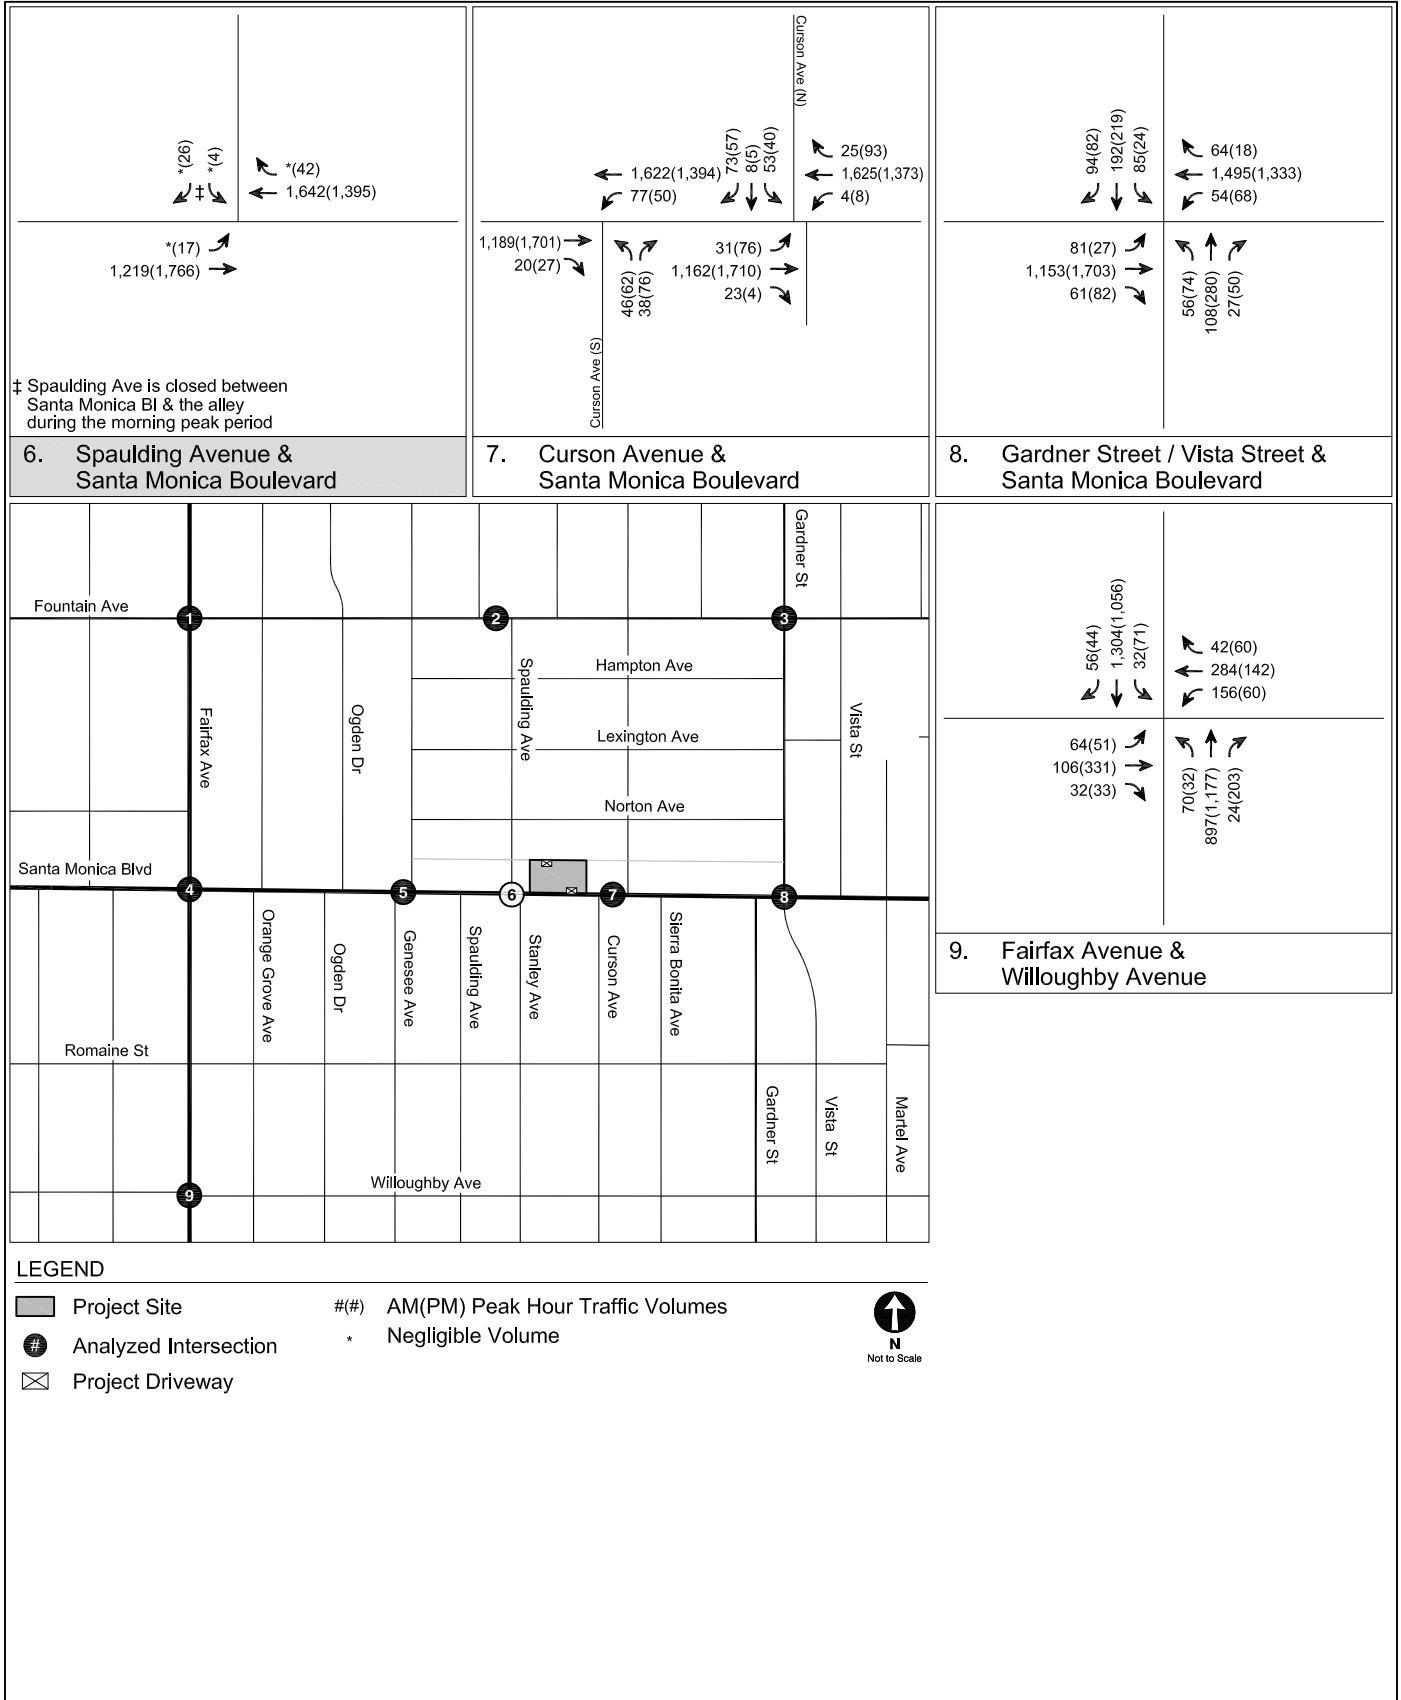 *(26)
*(4)
‡
*(42)
1,642(1,395)
*(17)
1,219(1,766)
‡ Spaulding Ave is closed between
Santa Monica Bl & the alley
during the morning peak period
6. Spaulding Avenue &
Santa Monica Boulevard
Curson Ave (N)
1,622(1,394)
77(50)
73(57)
8(5)
53(40)
25(93)
1,625(1,373)
4(8)
1,189(1,701)
20(27)
46(62)
38(76)
31(76)
1,162(1,710)
23(4)
Curson Ave (S)
7. Curson Avenue &
Santa Monica Boulevard
94(82)
192(219)
85(24)
64(18)
1,495(1,333)
54(68)
81(27)
1,153(1,703)
61(82)
56(74)
108(280)
27(50)
8. Gardner Street / Vista Street &
Santa Monica Boulevard
Fountain Ave
1
2
3
Gardner St
Hampton Ave
Spaulding Ave
Fairfax Ave
Ogden Dr
Lexington Ave
Vista St
Norton Ave
Santa Monica Blvd
4
5
6
7
8
Orange Grove Ave
Ogden Dr
Genesee Ave
Spaulding Ave
Stanley Ave
Curson Ave
Sierra Bonita Ave
Romaine St
Gardner St
Vista St
Martel Ave
Willoughby Ave
9
56(44)
1,304(1,056)
32(71)
42(60)
284(142)
156(60)
64(51)
106(331)
32(33)
70(32)
897(1,177)
24(203)
9. Fairfax Avenue &
Willoughby Avenue
LEGEND
Project Site
#(#) AM(PM) Peak Hour Traffic Volumes
# Analyzed Intersection
* Negligible Volume
Project Driveway
N
Not to Scale